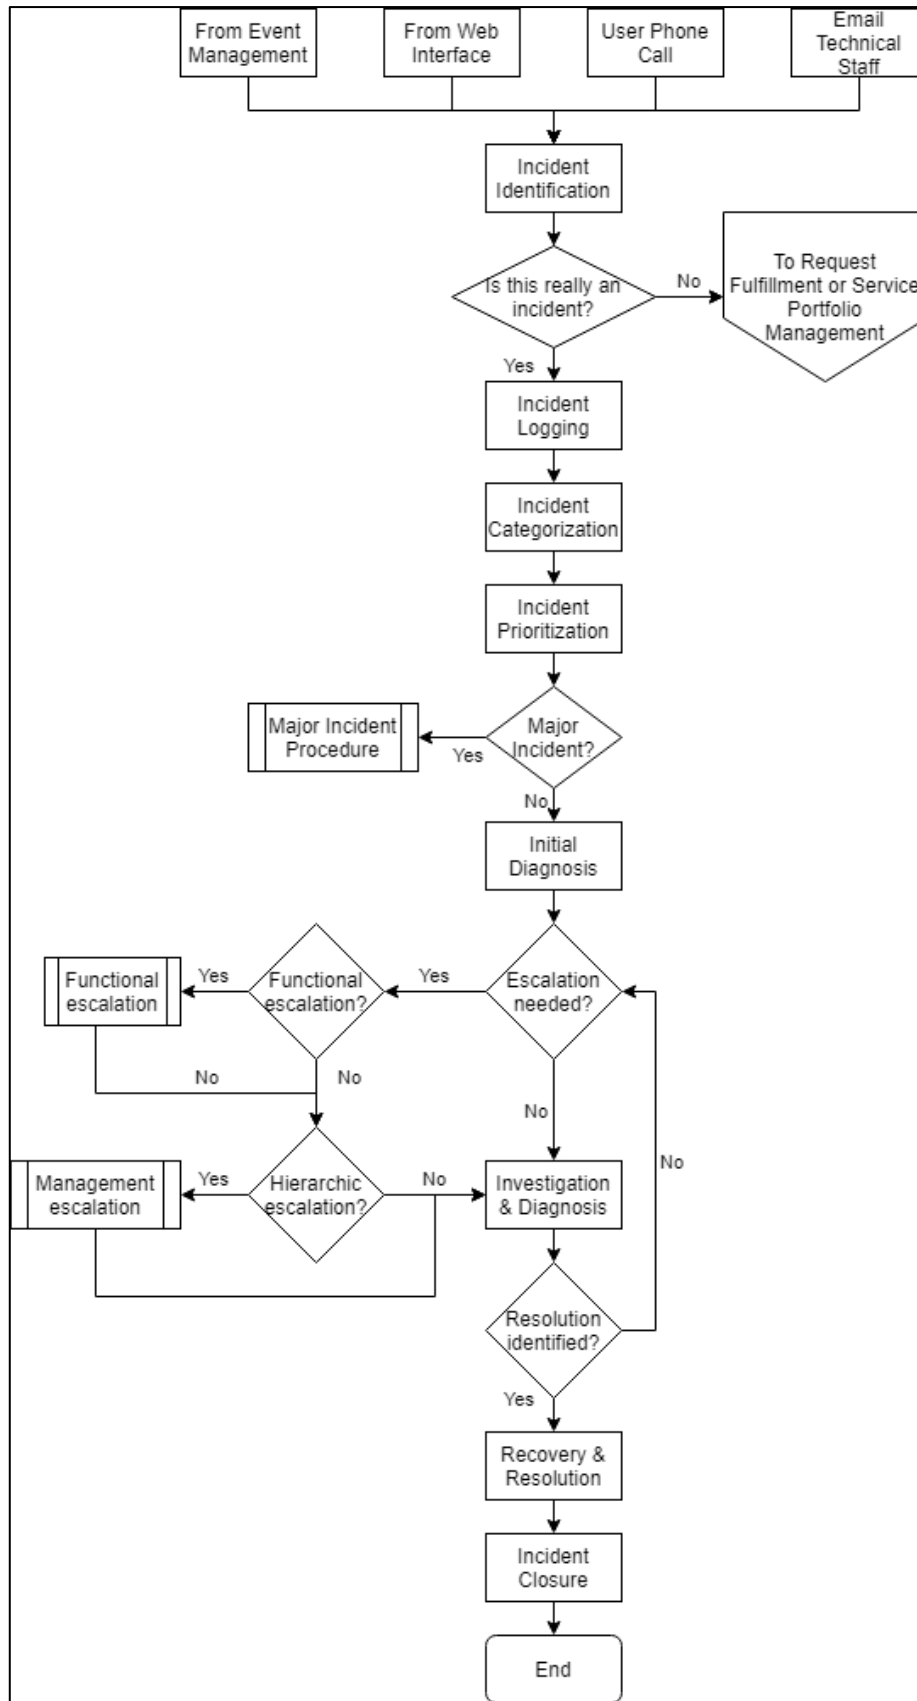 From Event
Management
From Web
Interface
User Phone
Call
Email
Technical
Staff
Incident
Identification
Is this really an
incident?
No
To Request
Fulfillment or Service
Portfolio
Management
Yes
Incident
Logging
Incident
Categorization
Incident
Prioritization
Major Incident
Procedure
Yes
Major
Incident?
No
Initial
Diagnosis
Functional
escalation
Yes
Functional
escalation?
Yes
Escalation
needed?
No
No
No
Management
escalation
Yes
Hierarchic
escalation?
No
Investigation
& Diagnosis
No
Resolution
identified?
Yes
Recovery &
Resolution
Incident
Closure
End